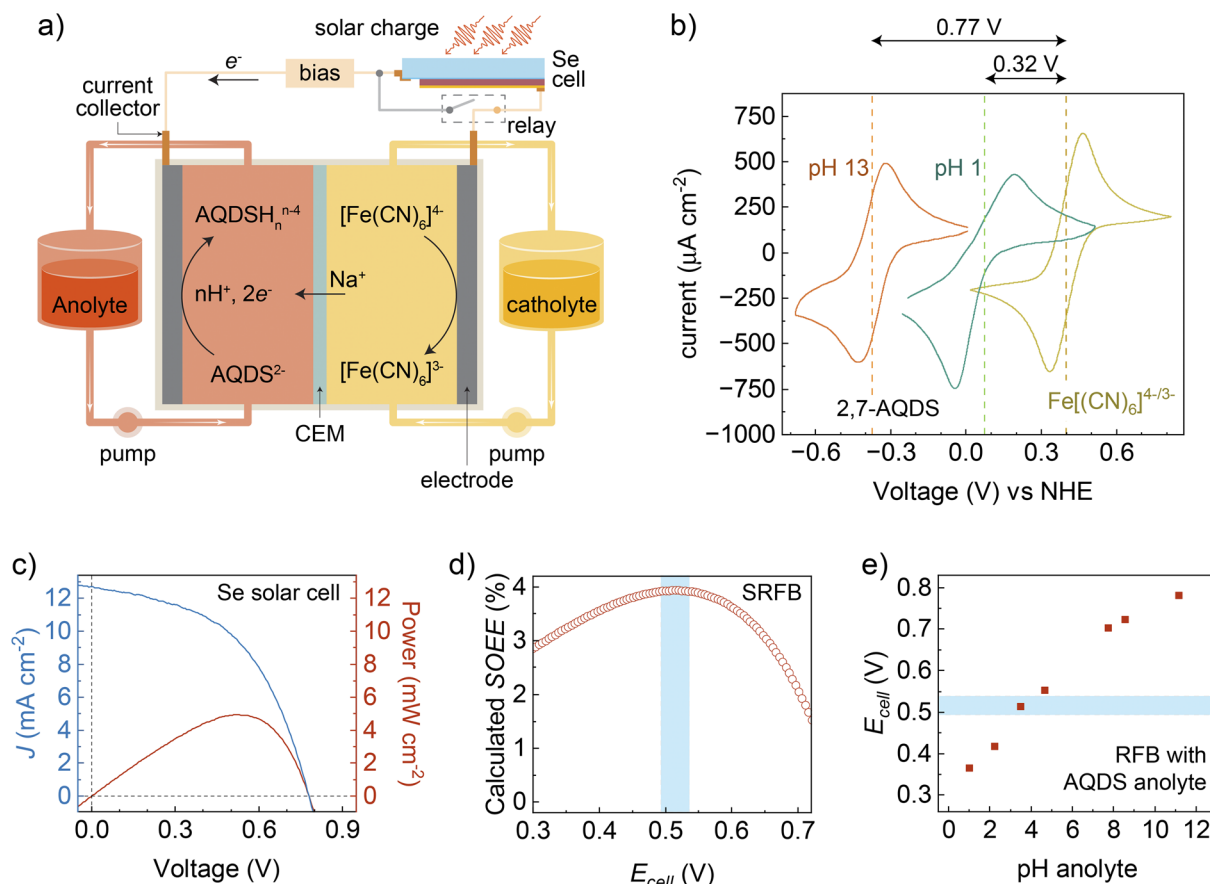 a)
solar charge
e⁻
bias
Se
cell
current
collector
relay
AQDSHₙⁿ⁻⁴
[Fe(CN)₆]⁴⁻
Anolyte
nH⁺, 2e⁻
Na⁺
catholyte
AQDS²⁻
[Fe(CN)₆]³⁻
pump
CEM
pump
electrode
b)
0.77 V
0.32 V
750
500
250
0
−250
−500
−750
−1000
current (µA cm⁻²)
pH 13
pH 1
2,7-AQDS
Fe[(CN)₆]⁴⁻/³⁻
−0.6
−0.3
0.0
0.3
0.6
Voltage (V) vs NHE
c)
Se solar cell
12
10
8
6
4
2
0
J (mA cm⁻²)
12
10
8
6
4
2
0
Power (mW cm⁻²)
0.0
0.3
0.6
0.9
Voltage (V)
d)
SRFB
4
3
2
1
0
Calculated SOEE (%)
0.3
0.4
0.5
0.6
0.7
E_cell (V)
e)
0.8
0.7
0.6
0.5
0.4
0.3
E_cell (V)
RFB with
AQDS anolyte
0
2
4
6
8
10
12
pH anolyte